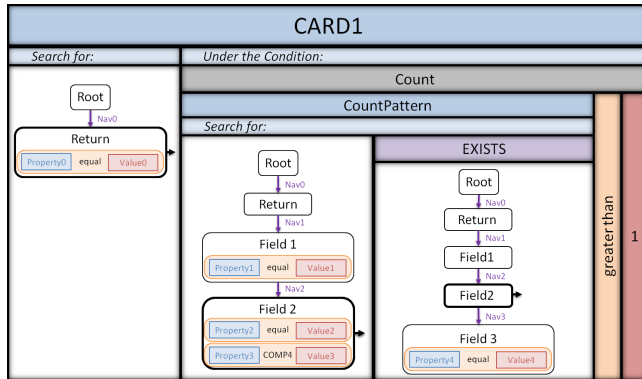 CARD1
Search for:
Under the Condition:
Count
CountPattern
Search for:
EXISTS
greater than
1
Root
Nav0
Return
Property0 equal Value0
Root
Nav0
Return
Nav1
Field 1
Property1 equal Value1
Nav2
Field 2
Property2 equal Value2
Property3 COMP4 Value3
Root
Nav0
Return
Nav1
Field1
Nav2
Field2
Nav3
Field 3
Property4 equal Value4